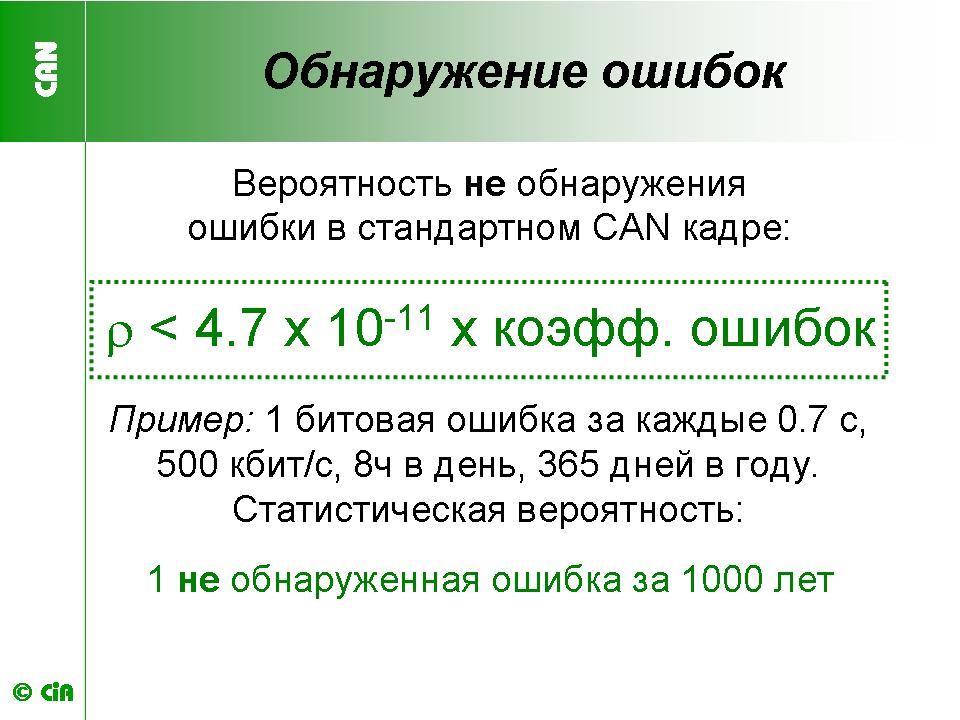 CAN
Обнаружение ошибок
Вероятность не обнаружения
ошибки в стандартном CAN кадре:
ρ < 4.7 x 10⁻¹¹ x коэфф. ошибок
Пример: 1 битовая ошибка за каждые 0.7 с,
500 кбит/с, 8ч в день, 365 дней в году.
Статистическая вероятность:
1 не обнаруженная ошибка за 1000 лет
© CiA